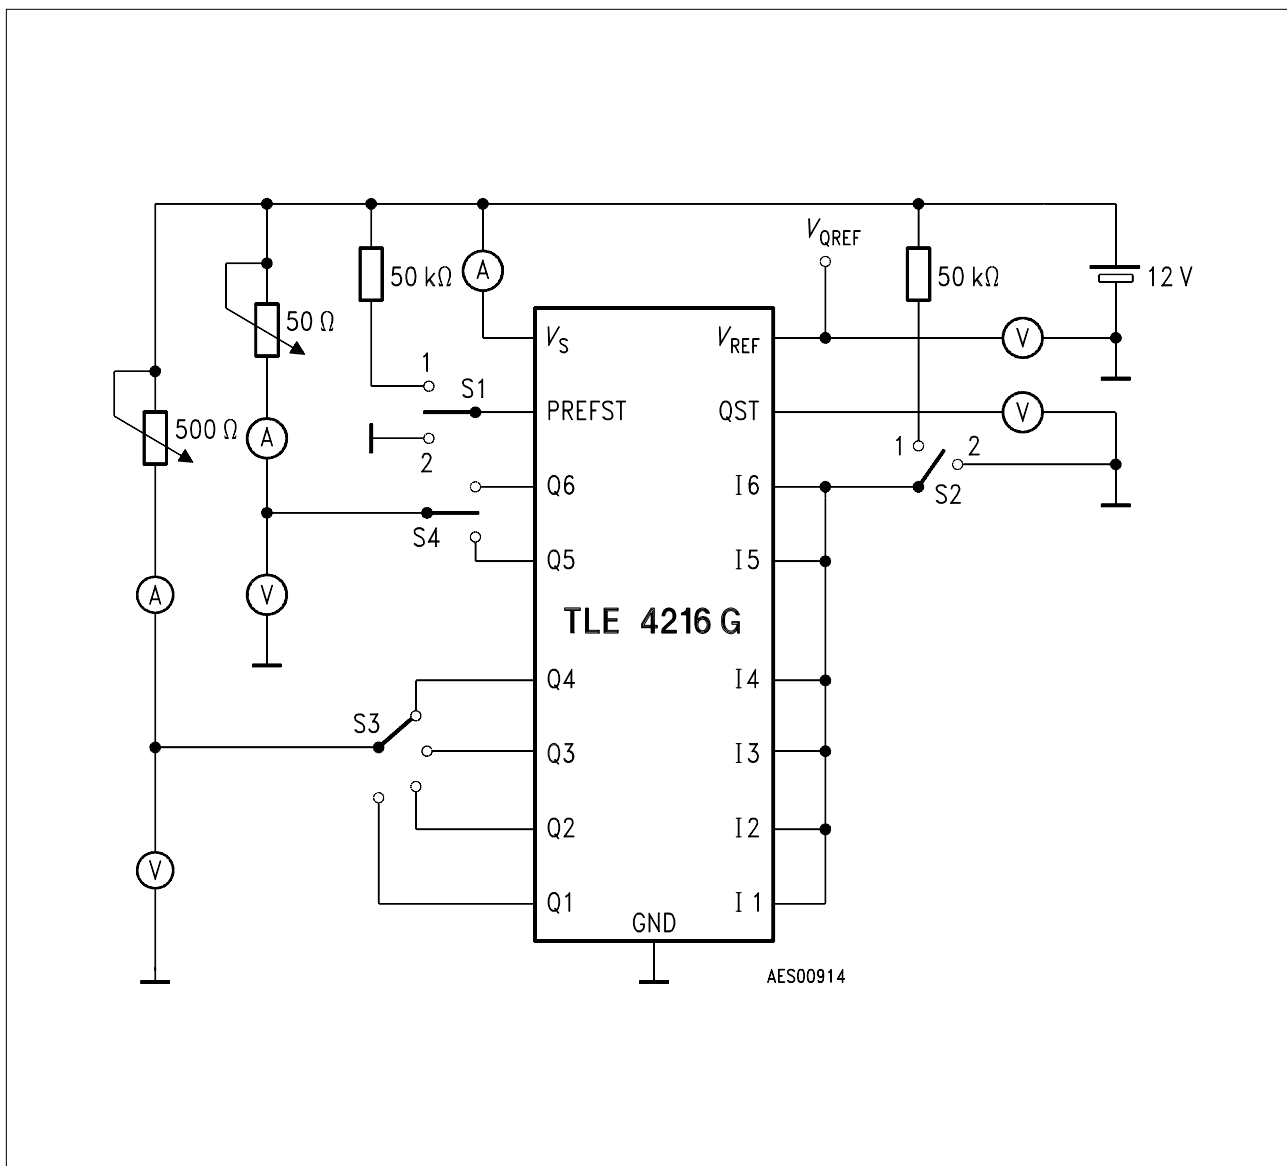 V_QREF
50 kΩ
A
50 kΩ
12 V
50 Ω
V_S
V_REF
V
1
S1
PREFST
QST
V
500 Ω
A
2
1
2
Q6
I6
S2
S4
Q5
I5
A
V
TLE 4216 G
Q4
I4
S3
Q3
I3
Q2
I2
V
Q1
I1
GND
AES00914